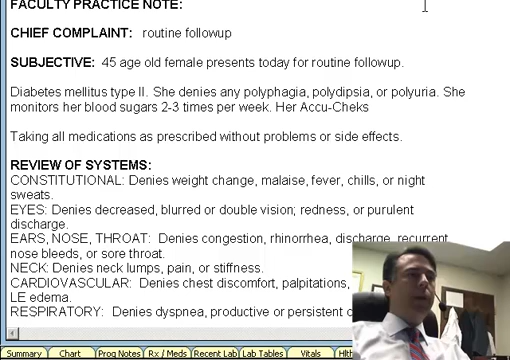 FACULTY PRACTICE NOTE:
CHIEF COMPLAINT: routine followup
SUBJECTIVE: 45 age old female presents today for routine followup.
Diabetes mellitus type II. She denies any polyphagia, polydipsia, or polyuria. She
monitors her blood sugars 2-3 times per week. Her Accu-Cheks
Taking all medications as prescribed without problems or side effects.
REVIEW OF SYSTEMS:
CONSTITUTIONAL: Denies weight change, malaise, fever, chills, or night
sweats.
EYES: Denies decreased, blurred or double vision; redness, or purulent
discharge.
EARS, NOSE, THROAT: Denies congestion, rhinorrhea, discharge, recurrent
nose bleeds, or sore throat.
NECK: Denies neck lumps, pain, or stiffness.
CARDIOVASCULAR: Denies chest discomfort, palpitations,
LE edema.
RESPIRATORY: Denies dyspnea, productive or persistent
Summary Chart Prog Notes Rx / Meds Recent Lab Lab Tables Vitals